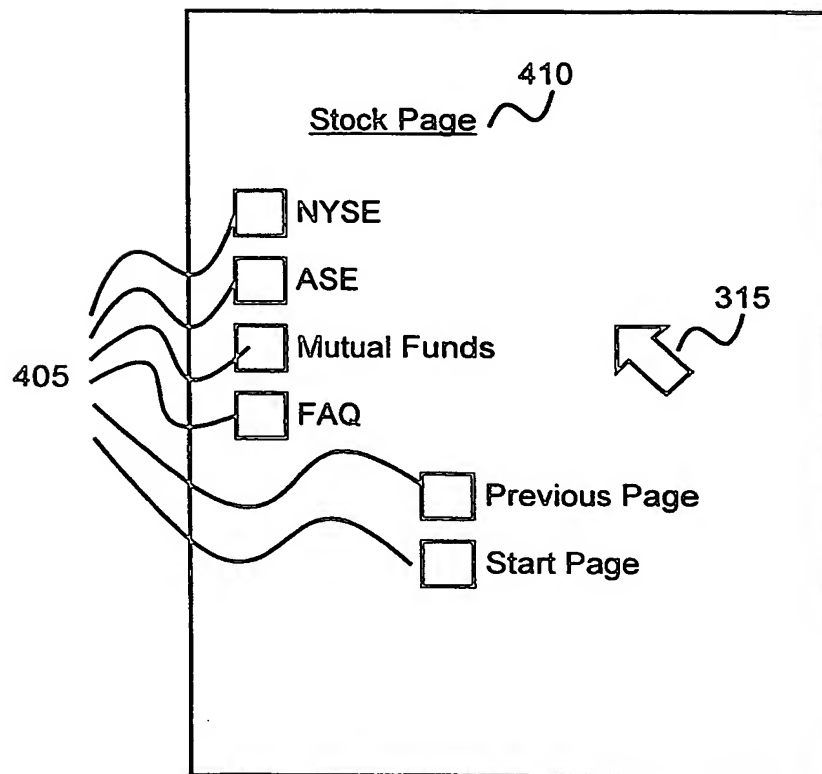 410
Stock Page
NYSE
ASE
315
Mutual Funds
405
FAQ
Previous Page
Start Page